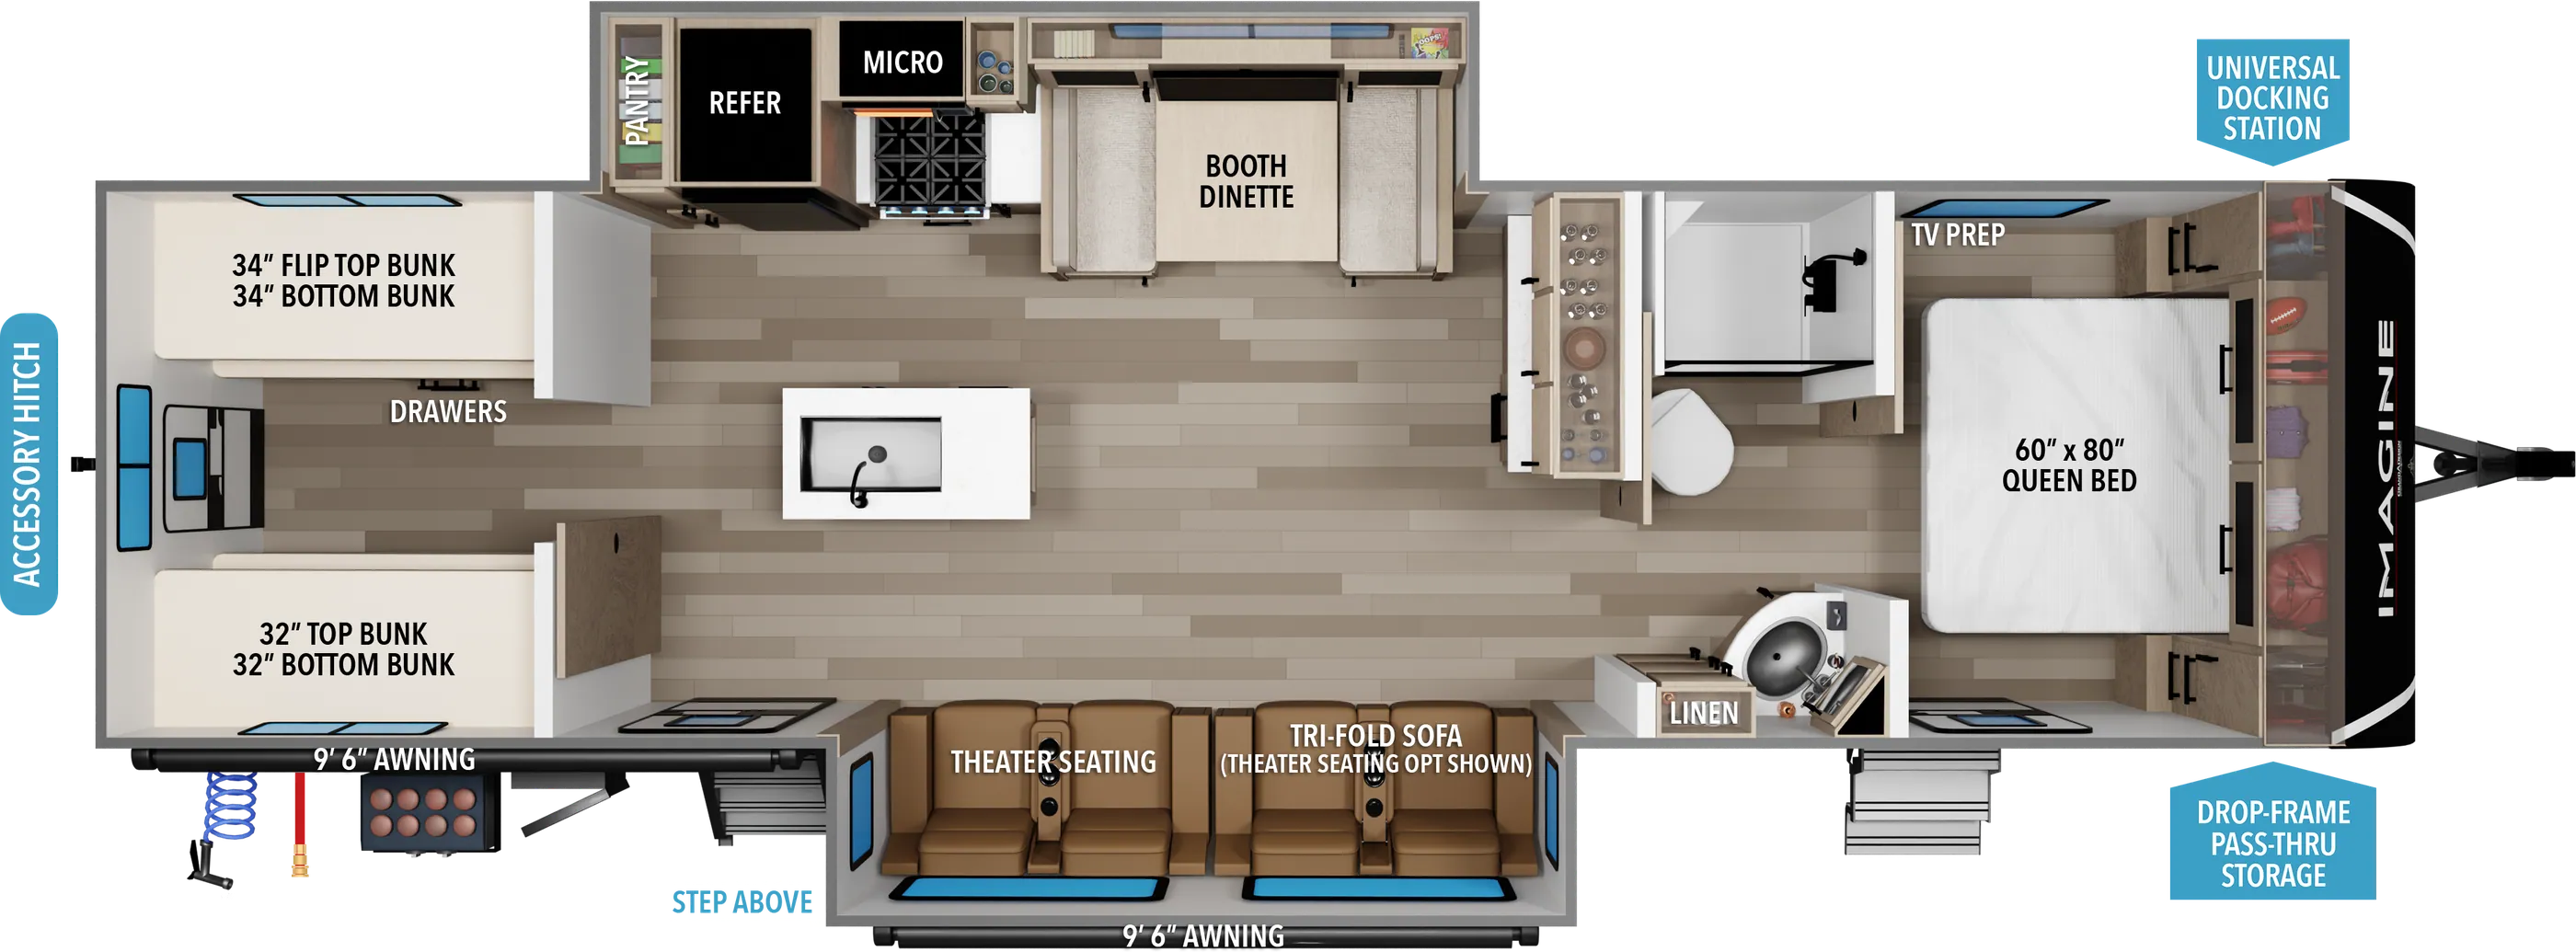 PANTRY
REFER
MICRO
BOOTH
DINETTE
UNIVERSAL
DOCKING
STATION
TV PREP
34" FLIP TOP BUNK
34" BOTTOM BUNK
DRAWERS
ACCESSORY HITCH
60" x 80"
QUEEN BED
IMAGINE
32" TOP BUNK
32" BOTTOM BUNK
LINEN
THEATER SEATING
TRI-FOLD SOFA
(THEATER SEATING OPT SHOWN)
9' 6" AWNING
DROP-FRAME
PASS-THRU
STORAGE
STEP ABOVE
9' 6" AWNING